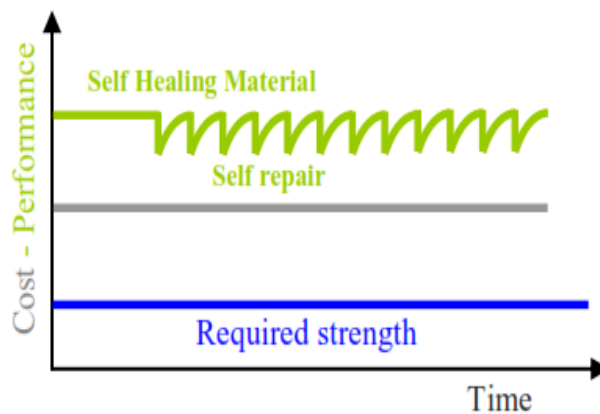 Self Healing Material
Self repair
Cost - Performance
Required strength
Time